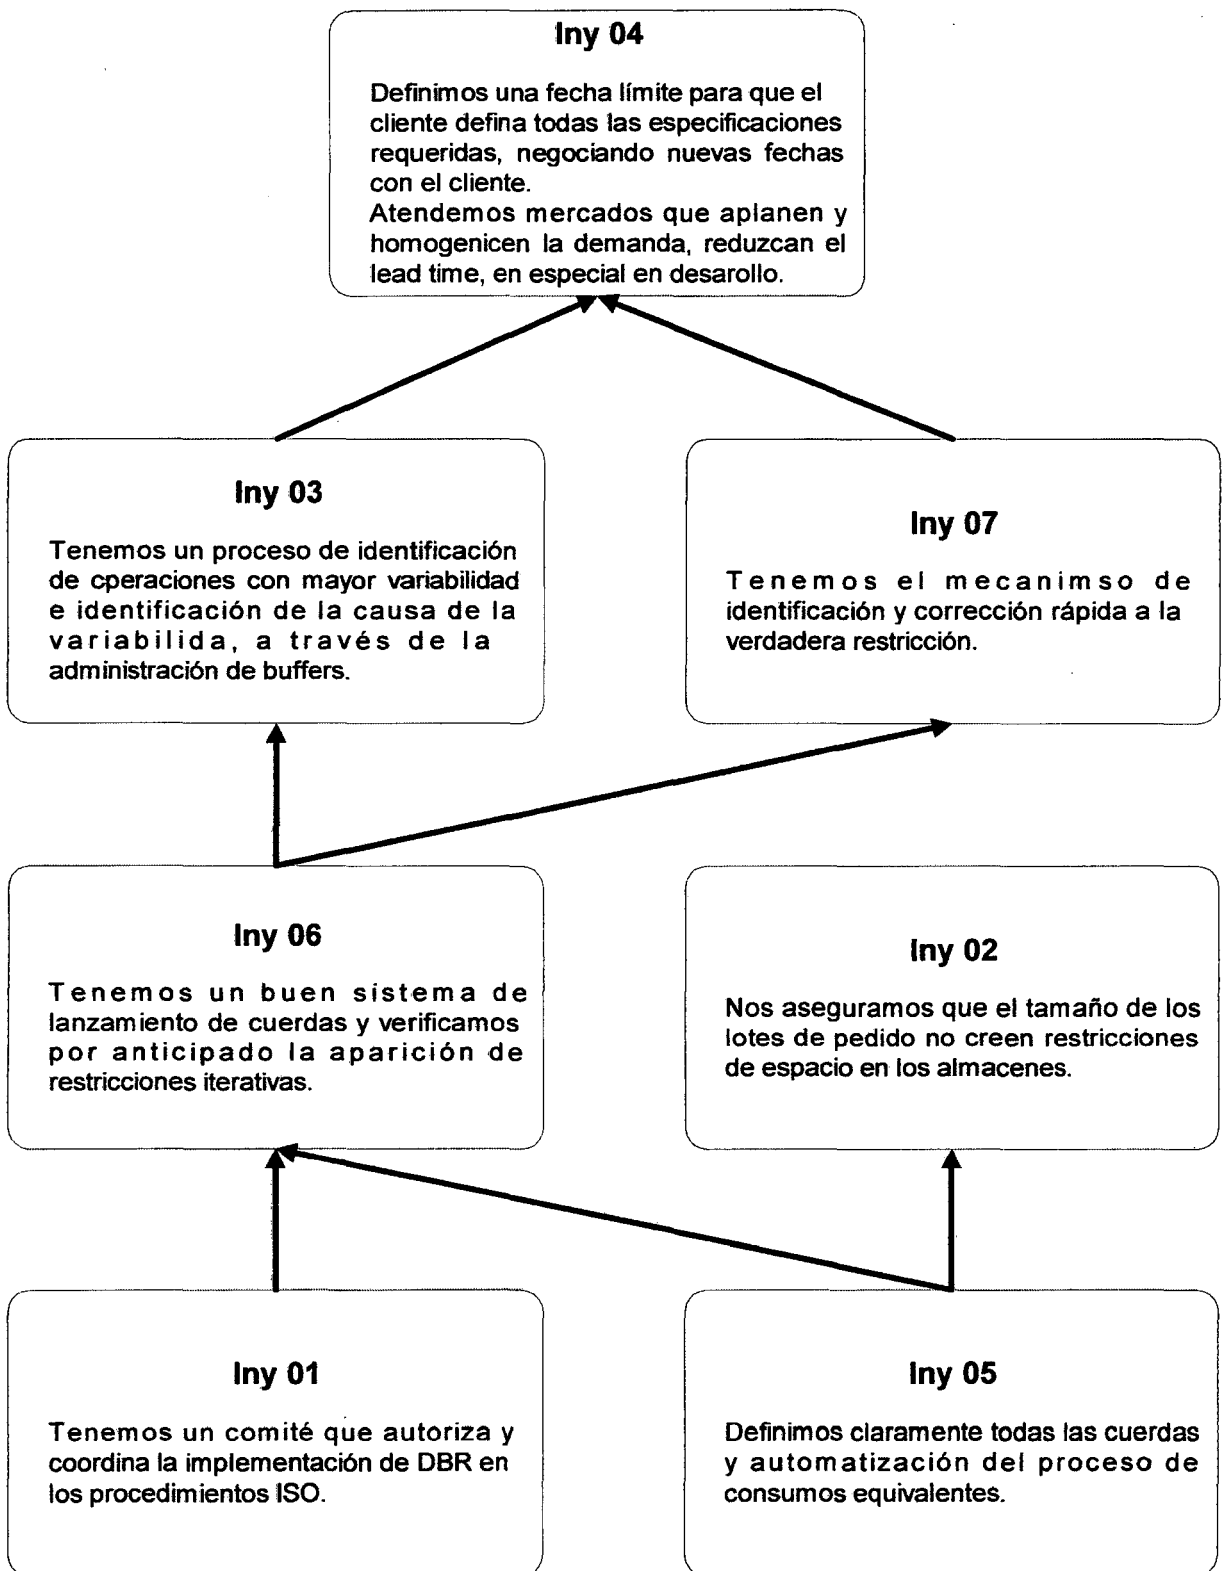 Iny 04
Definimos una fecha límite para que el
cliente defina todas las especificaciones
requeridas, negociando nuevas fechas
con el cliente.
Atendemos mercados que aplanen y
homogenicen la demanda, reduzcan el
lead time, en especial en desarollo.
Iny 03
Tenemos un proceso de identificación
de operaciones con mayor variabilidad
e identificación de la causa de la
variabilida, a través de la
administración de buffers.
Iny 07
Tenemos el mecanimso de
identificación y corrección rápida a la
verdadera restricción.
Iny 06
Tenemos un buen sistema de
lanzamiento de cuerdas y verificamos
por anticipado la aparición de
restricciones iterativas.
Iny 02
Nos aseguramos que el tamaño de los
lotes de pedido no creen restricciones
de espacio en los almacenes.
Iny 01
Tenemos un comité que autoriza y
coordina la implementación de DBR en
los procedimientos ISO.
Iny 05
Definimos claramente todas las cuerdas
y automatización del proceso de
consumos equivalentes.